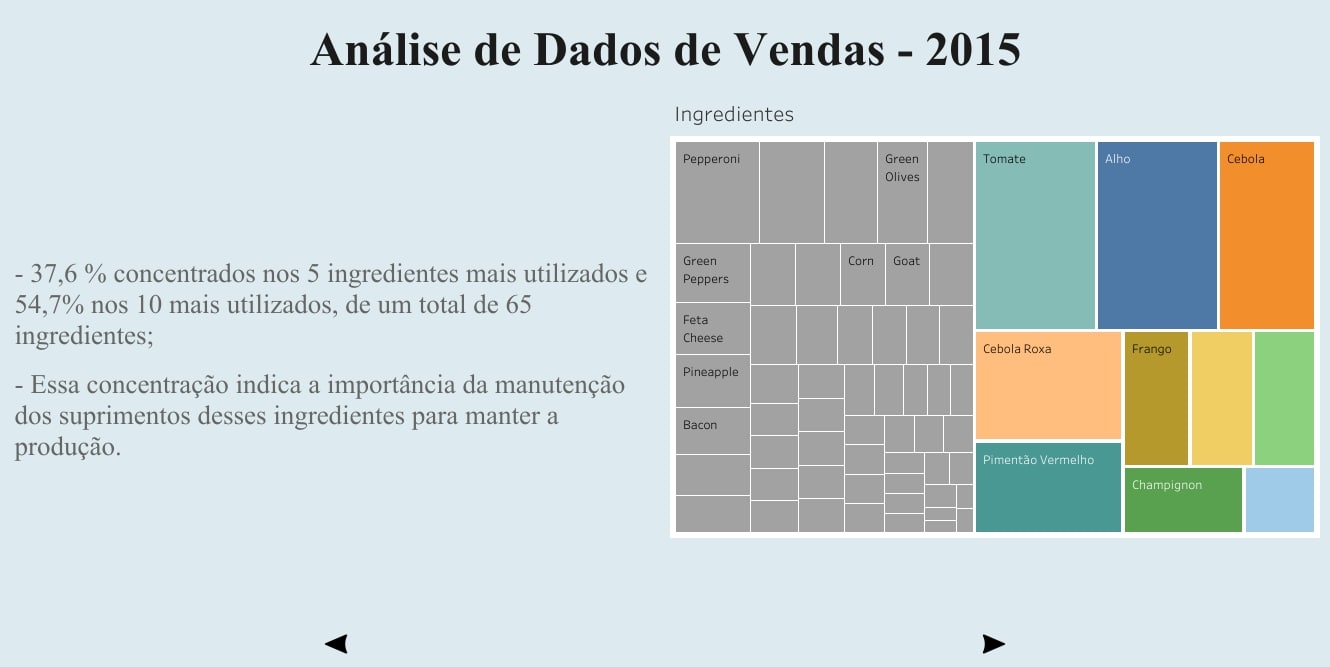 Análise de Dados de Vendas - 2015
Ingredientes
- 37,6 % concentrados nos 5 ingredientes mais utilizados e
54,7% nos 10 mais utilizados, de um total de 65
ingredientes;
- Essa concentração indica a importância da manutenção
dos suprimentos desses ingredientes para manter a
produção.
Pepperoni
Green
Olives
Tomate
Alho
Cebola
Green
Peppers
Corn
Goat
Feta
Cheese
Pineapple
Bacon
Cebola Roxa
Frango
Pimentão Vermelho
Champignon